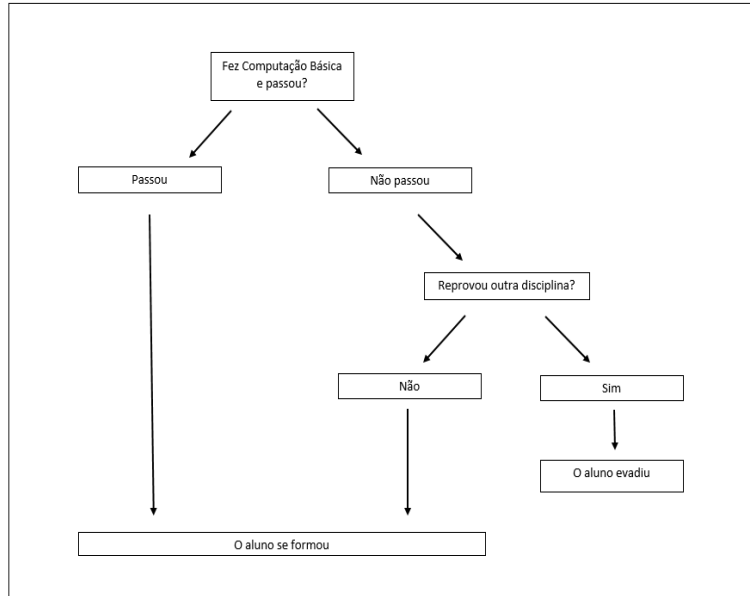 Fez Computação Básica
e passou?
Passou
Não passou
Reprovou outra disciplina?
Não
Sim
O aluno evadiu
O aluno se formou